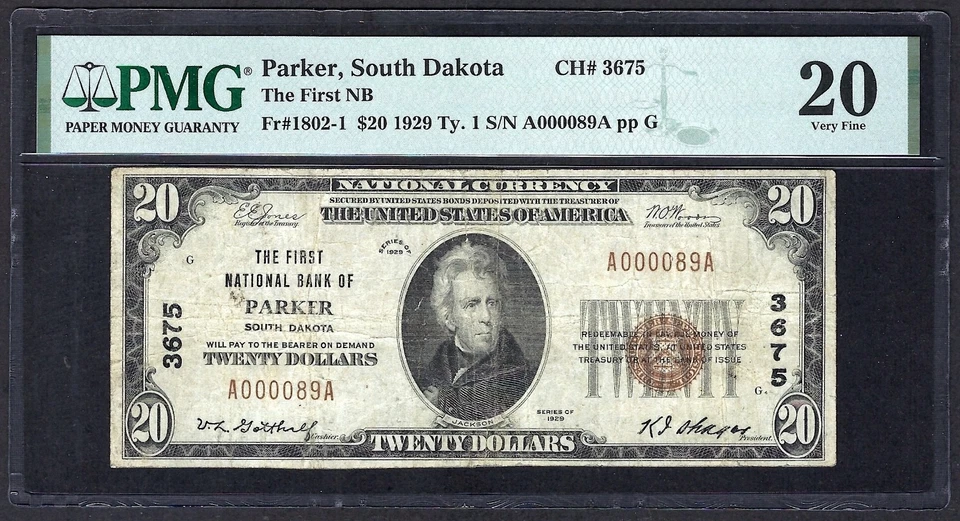 PMG®
PAPER MONEY GUARANTY
Parker, South Dakota CH# 3675
The First NB
Fr#1802-1 $20 1929 Ty. 1 S/N A000089A pp G
20
Very Fine
20 NATIONAL CURRENCY 20
SECURED BY UNITED STATES BONDS DEPOSITED WITH THE TREASURER OF
THE UNITED STATES OF AMERICA
E E Jones
Register of the Treasury
W.O. Woods
Treasurer of the United States
SERIES OF
1929
G
THE FIRST
NATIONAL BANK OF
PARKER
SOUTH DAKOTA
WILL PAY TO THE BEARER ON DEMAND
TWENTY DOLLARS
A000089A
3675
A000089A
TWENTY
REDEEMABLE IN LAWFUL MONEY OF
THE UNITED STATES AT UNITED STATES
TREASURY OR AT THE BANK OF ISSUE
3675
G
SERIES OF
1929
JACKSON
Cashier.
President.
20 TWENTY DOLLARS 20